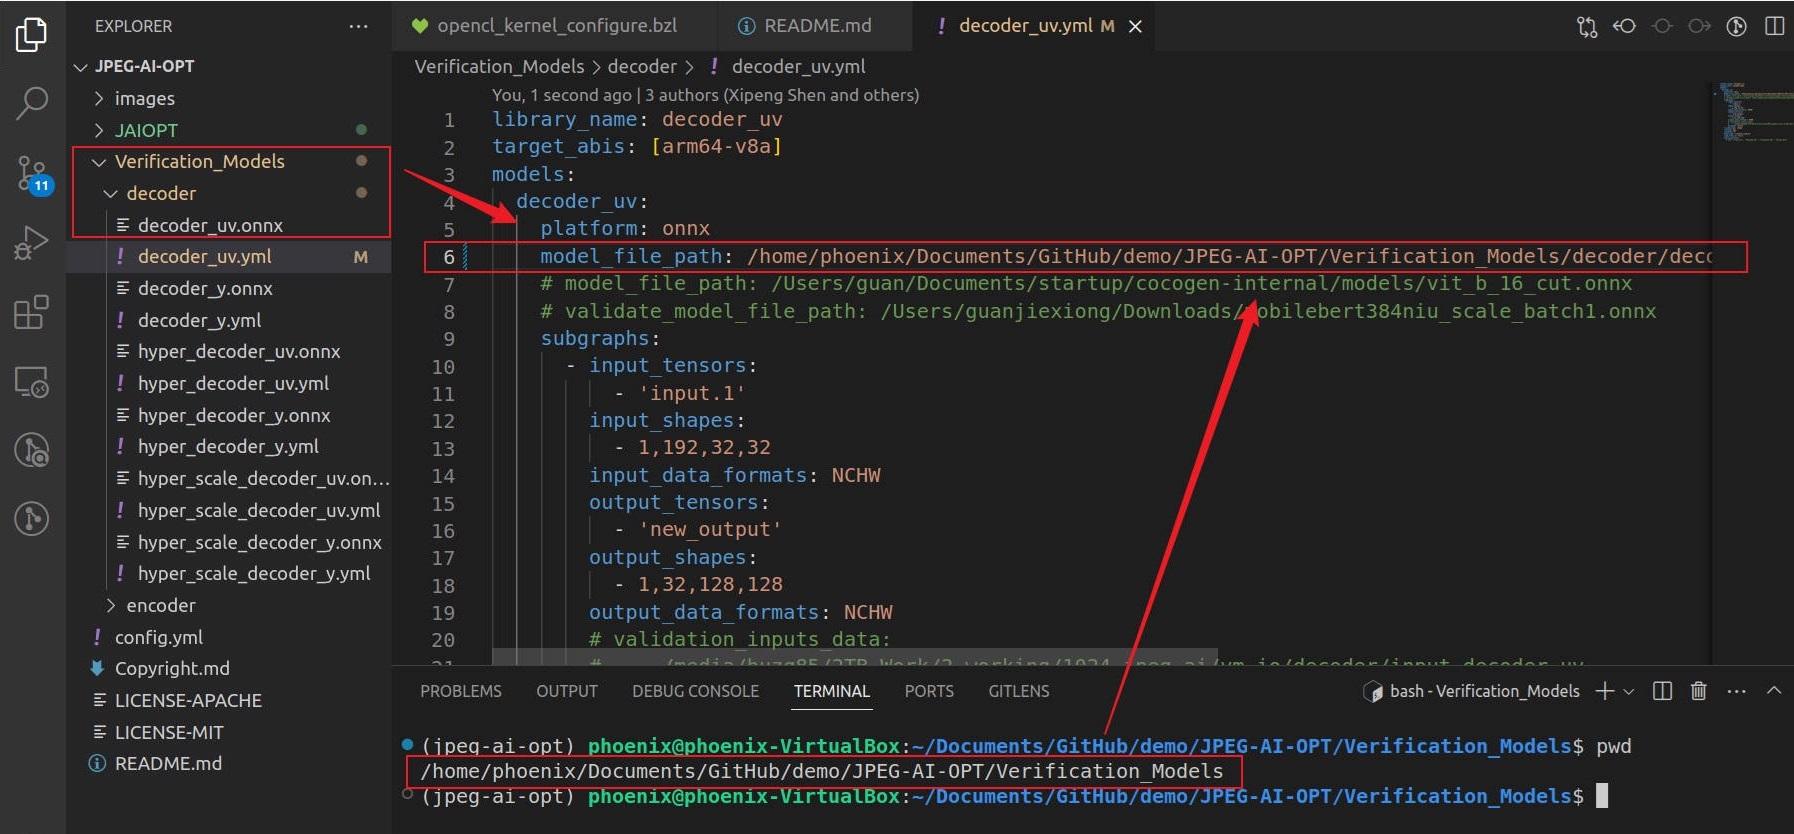 EXPLORER
JPEG-AI-OPT
images
JAIOPT
Verification_Models
decoder
decoder_uv.onnx
decoder_uv.yml M
decoder_y.onnx
decoder_y.yml
hyper_decoder_uv.onnx
hyper_decoder_uv.yml
hyper_decoder_y.onnx
hyper_decoder_y.yml
hyper_scale_decoder_uv.on...
hyper_scale_decoder_uv.yml
hyper_scale_decoder_y.onnx
hyper_scale_decoder_y.yml
encoder
config.yml
Copyright.md
LICENSE-APACHE
LICENSE-MIT
README.md
11
opencl_kernel_configure.bzl README.md decoder_uv.yml M
Verification_Models > decoder > ! decoder_uv.yml
You, 1 second ago | 3 authors (Xipeng Shen and others)
1 library_name: decoder_uv
2 target_abis: [arm64-v8a]
3 models:
4 decoder_uv:
5 platform: onnx
6 model_file_path: /home/phoenix/Documents/GitHub/demo/JPEG-AI-OPT/Verification_Models/decoder/deco
7 # model_file_path: /Users/guan/Documents/startup/cocogen-internal/models/vit_b_16_cut.onnx
8 # validate_model_file_path: /Users/guanjiexiong/Downloads/mobilebert384niu_scale_batch1.onnx
9 subgraphs:
10 - input_tensors:
11 - 'input.1'
12 input_shapes:
13 - 1,192,32,32
14 input_data_formats: NCHW
15 output_tensors:
16 - 'new_output'
17 output_shapes:
18 - 1,32,128,128
19 output_data_formats: NCHW
20 # validation_inputs_data:
21 #
PROBLEMS OUTPUT DEBUG CONSOLE TERMINAL PORTS GITLENS bash - Verification_Models
(jpeg-ai-opt) phoenix@phoenix-VirtualBox:~/Documents/GitHub/demo/JPEG-AI-OPT/Verification_Models$ pwd
/home/phoenix/Documents/GitHub/demo/JPEG-AI-OPT/Verification_Models
(jpeg-ai-opt) phoenix@phoenix-VirtualBox:~/Documents/GitHub/demo/JPEG-AI-OPT/Verification_Models$